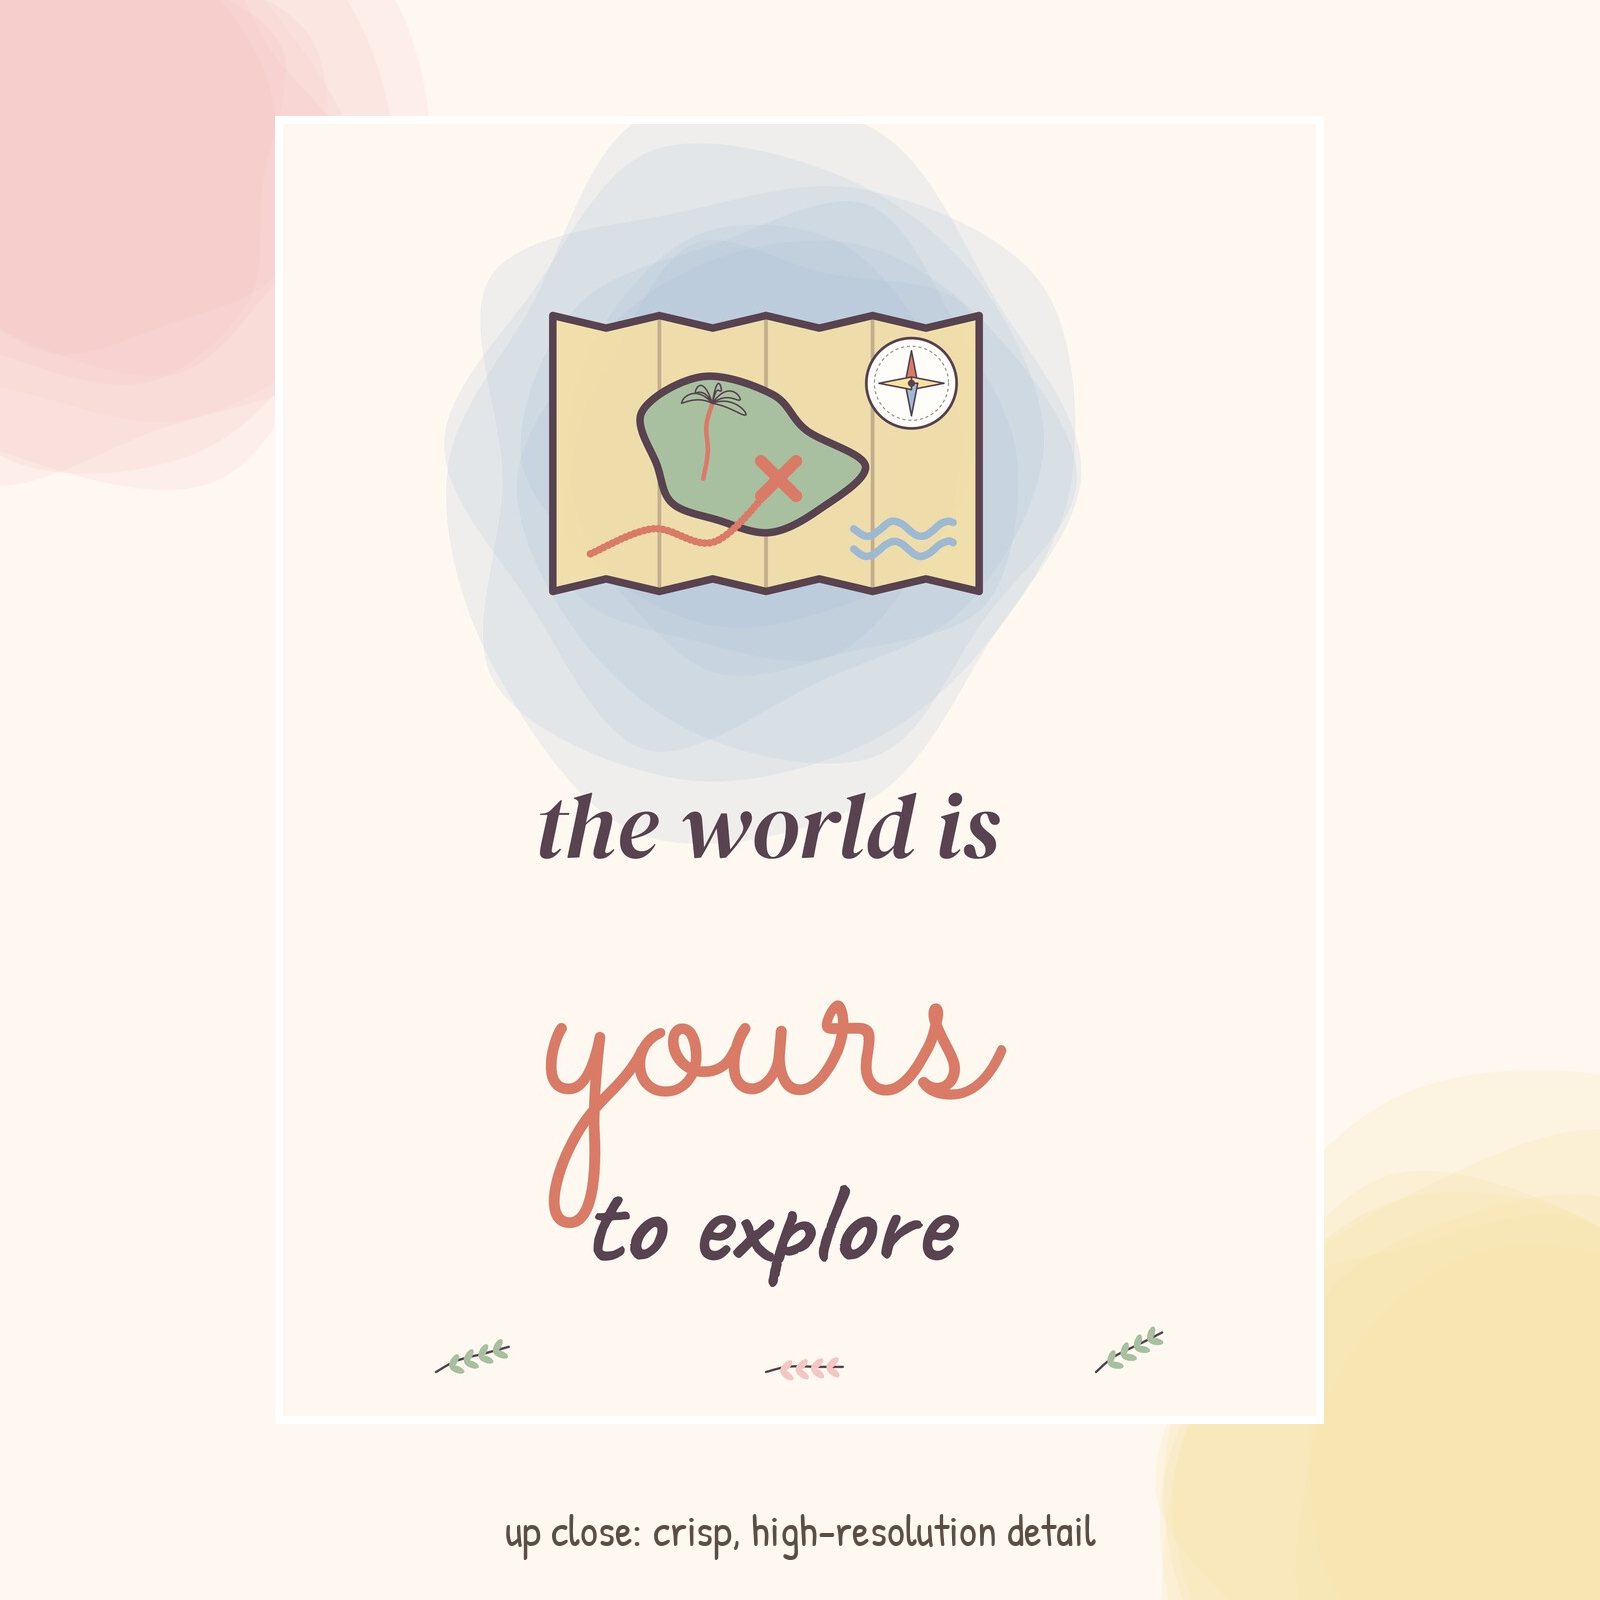 the world is
yours
to explore
up close: crisp, high-resolution detail